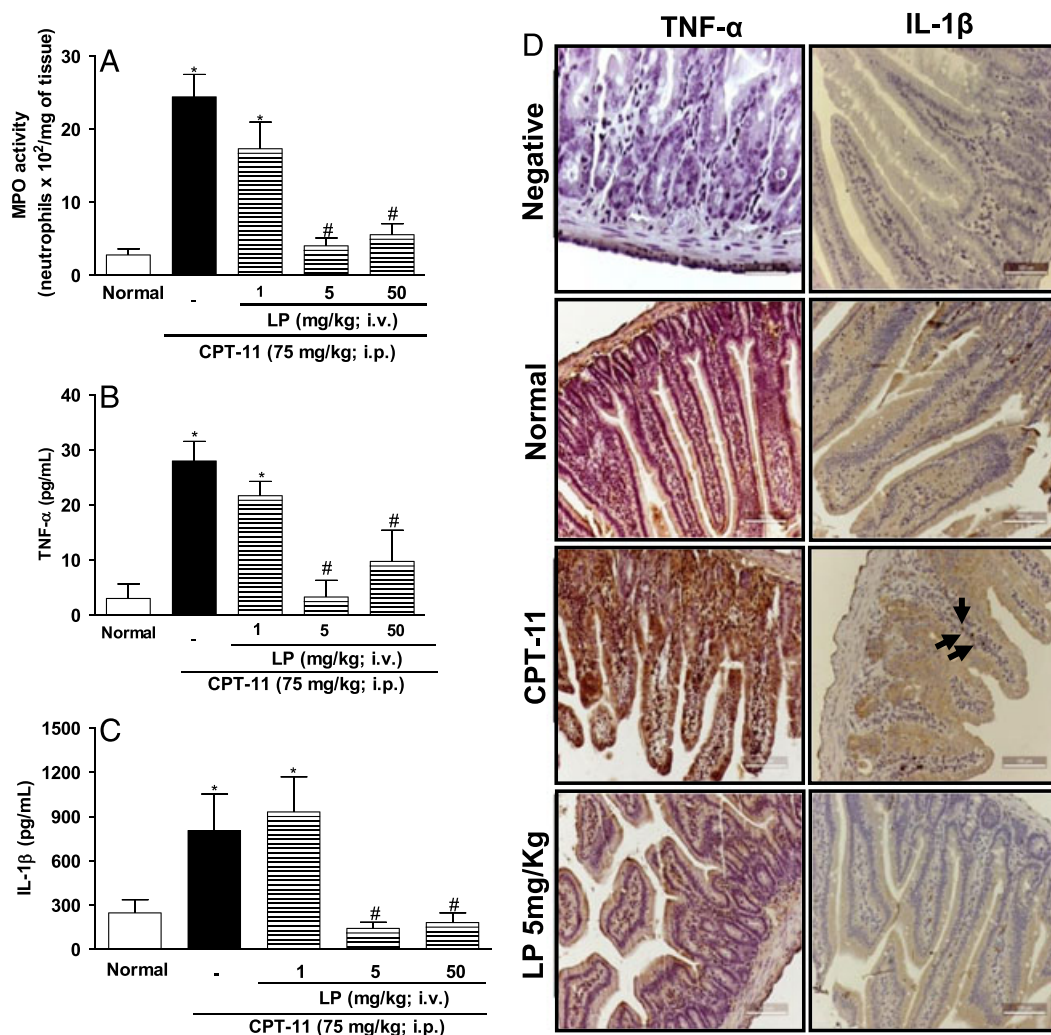 A
MPO activity
(neutrophils x 10²/mg of tissue)
30
20
10
0
*
*
#
#
Normal
-
1
5
50
LP (mg/kg; i.v.)
CPT-11 (75 mg/kg; i.p.)
B
TNF-α (pg/mL)
40
30
20
10
0
*
*
#
#
Normal
-
1
5
50
LP (mg/kg; i.v.)
CPT-11 (75 mg/kg; i.p.)
C
IL-1β (pg/mL)
1500
1200
900
600
300
0
*
*
#
#
Normal
-
1
5
50
LP (mg/kg; i.v.)
CPT-11 (75 mg/kg; i.p.)
D
TNF-α IL-1β
Negative
Normal
CPT-11
LP 5mg/Kg